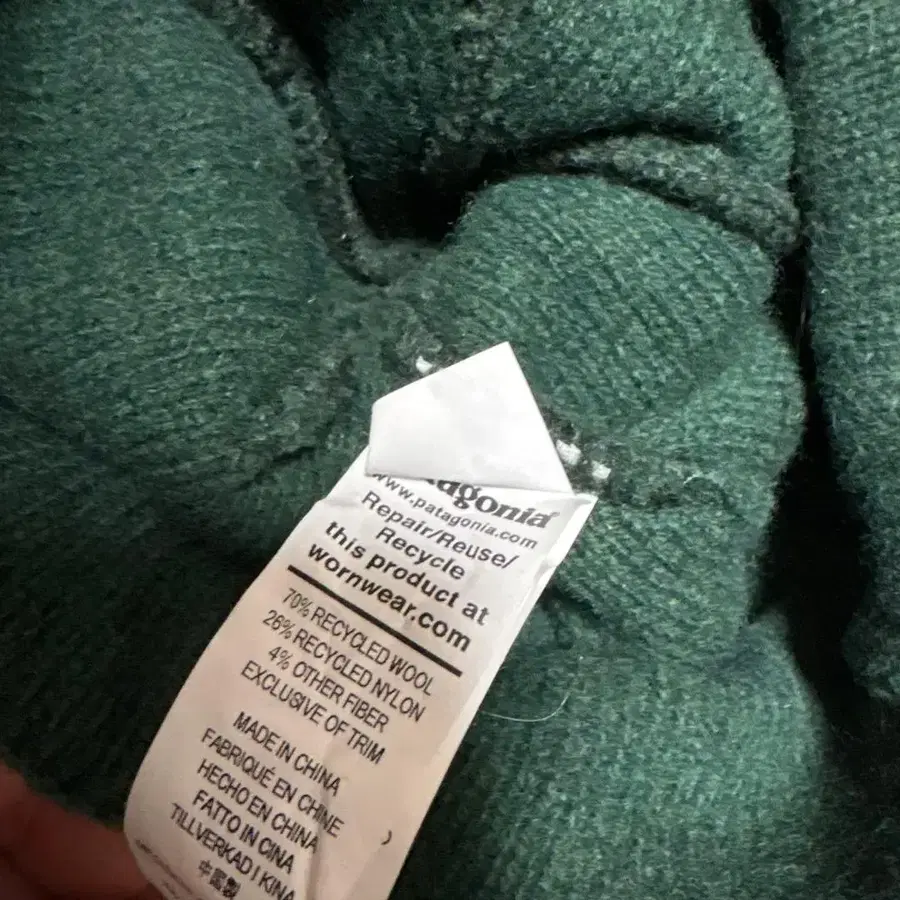 agonia®
www.patagonia.com
Repair/Reuse/
Recycle
this product at
wornwear.com
70% RECYCLED WOOL
26% RECYCLED NYLON
4% OTHER FIBER
EXCLUSIVE OF TRIM
MADE IN CHINA
FABRIQUÉ EN CHINE
HECHO EN CHINA
FATTO IN CINA
TILLVERKAD I KINA
中國製